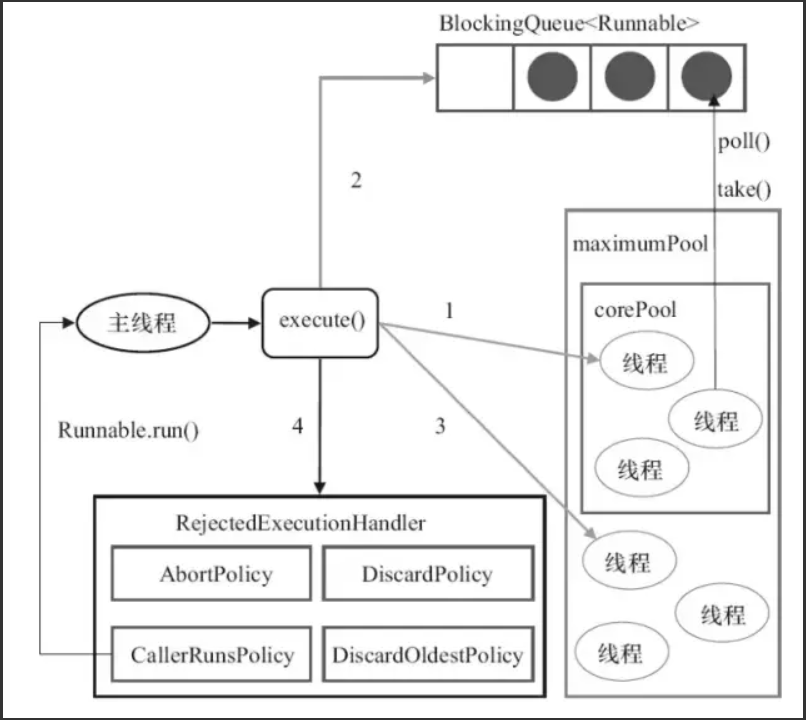 BlockingQueue<Runnable>
poll()
2
take()
maximumPool
corePool
主线程
execute()
1
线程
线程
Runnable.run()
4
3
线程
RejectedExecutionHandler
线程
AbortPolicy
DiscardPolicy
线程
CallerRunsPolicy
DiscardOldestPolicy
线程